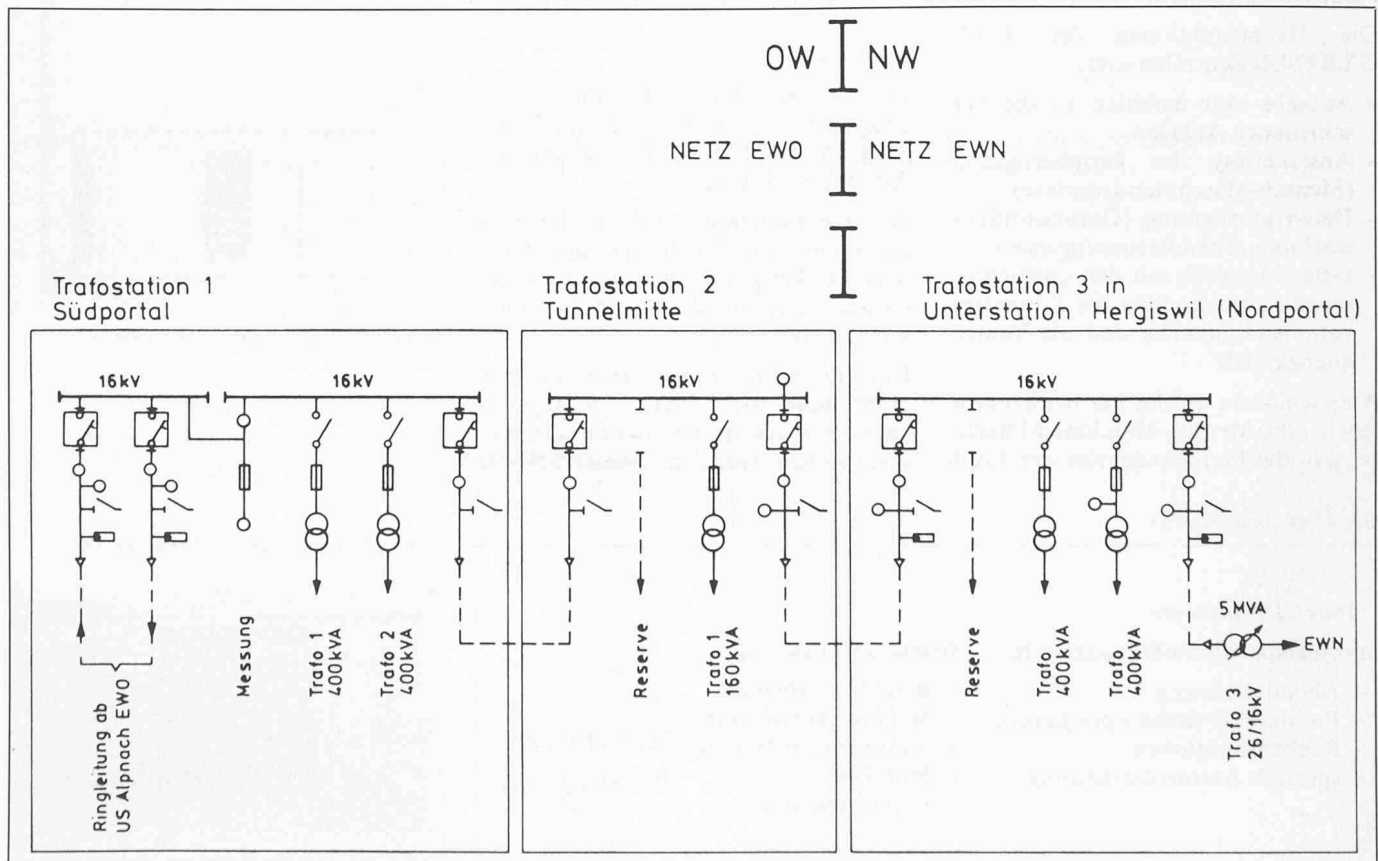 OW NW
NETZ EWO NETZ EWN
Trafostation 1
Südportal
Trafostation 2
Tunnelmitte
Trafostation 3 in
Unterstation Hergiswil (Nordportal)
16kV
16kV
16kV
16kV
Ringleitung ab
US Alpnach EWO
Messung
Trafo 1
400kVA
Trafo 2
400kVA
Reserve
Trafo 1
160kVA
Reserve
Trafo 1
400kVA
Trafo 2
400kVA
5 MVA
EWN
Trafo 3
26/16kV